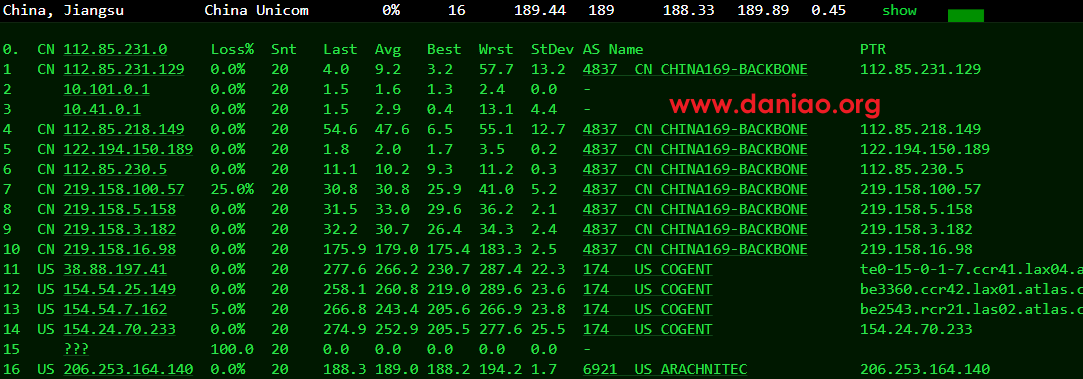 China, Jiangsu China Unicom 0% 16 189.44 189 188.33 189.89 0.45 show
0. CN 112.85.231.0 Loss% Snt Last Avg Best Wrst StDev AS Name PTR
1 CN 112.85.231.129 0.0% 20 4.0 9.2 3.2 57.7 13.2 4837 CN CHINA169-BACKBONE 112.85.231.129
2 10.101.0.1 0.0% 20 1.5 1.6 1.3 2.4 0.0 -
www.daniao.org
3 10.41.0.1 0.0% 20 1.5 2.9 0.4 13.1 4.4 -
4 CN 112.85.218.149 0.0% 20 54.6 47.6 6.5 55.1 12.7 4837 CN CHINA169-BACKBONE 112.85.218.149
5 CN 122.194.150.189 0.0% 20 1.8 2.0 1.7 3.5 0.2 4837 CN CHINA169-BACKBONE 122.194.150.189
6 CN 112.85.230.5 0.0% 20 11.1 10.2 9.3 11.2 0.3 4837 CN CHINA169-BACKBONE 112.85.230.5
7 CN 219.158.100.57 25.0% 20 30.8 30.8 25.9 41.0 5.2 4837 CN CHINA169-BACKBONE 219.158.100.57
8 CN 219.158.5.158 0.0% 20 31.5 33.0 29.6 36.2 2.1 4837 CN CHINA169-BACKBONE 219.158.5.158
9 CN 219.158.3.182 0.0% 20 32.2 30.7 26.4 34.3 2.4 4837 CN CHINA169-BACKBONE 219.158.3.182
10 CN 219.158.16.98 0.0% 20 175.9 179.0 175.4 183.3 2.5 4837 CN CHINA169-BACKBONE 219.158.16.98
11 US 38.88.197.41 0.0% 20 277.6 266.2 230.7 287.4 22.3 174 US COGENT te0-15-0-1-7.ccr41.lax04.a
12 US 154.54.25.149 0.0% 20 258.1 260.8 219.0 289.6 23.6 174 US COGENT be3360.ccr42.lax01.atlas.c
13 US 154.54.7.162 5.0% 20 266.8 243.4 205.6 266.9 23.8 174 US COGENT be2543.rcr21.las02.atlas.c
14 US 154.24.70.233 0.0% 20 274.9 252.9 205.5 277.6 25.5 174 US COGENT 154.24.70.233
15 ??? 100.0 20 0.0 0.0 0.0 0.0 0.0 -
16 US 206.253.164.140 0.0% 20 188.3 189.0 188.2 194.2 1.7 6921 US ARACHNITEC 206.253.164.140